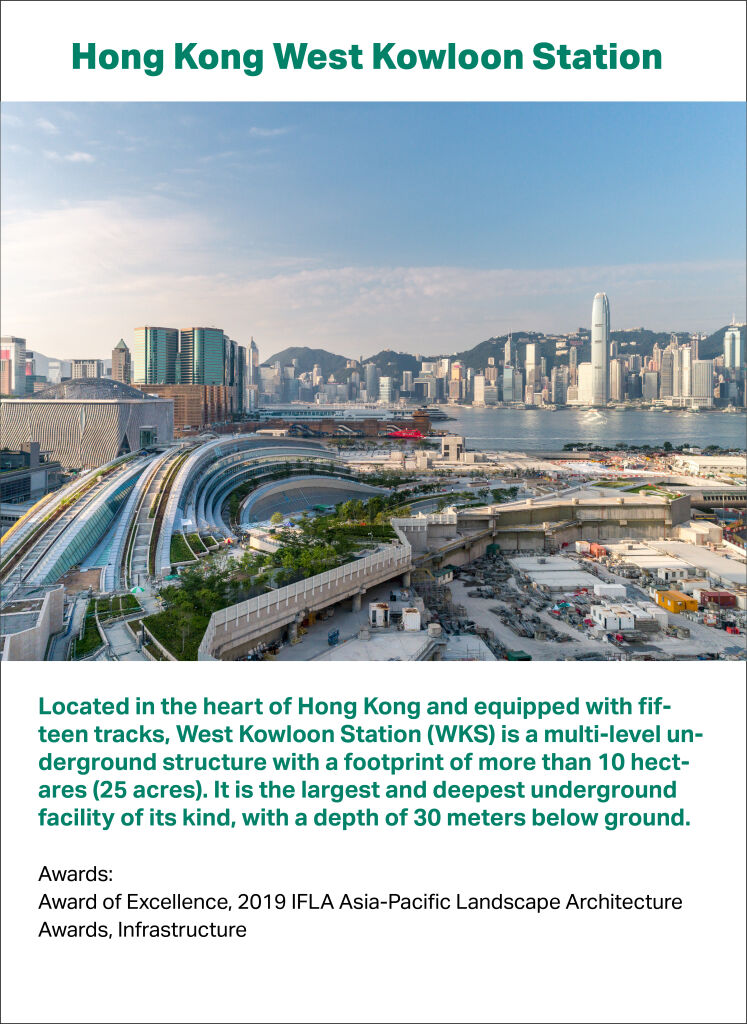 Hong Kong West Kowloon Station
Located in the heart of Hong Kong and equipped with fif-
teen tracks, West Kowloon Station (WKS) is a multi-level un-
derground structure with a footprint of more than 10 hect-
ares (25 acres). It is the largest and deepest underground
facility of its kind, with a depth of 30 meters below ground.
Awards:
Award of Excellence, 2019 IFLA Asia-Pacific Landscape Architecture
Awards, Infrastructure